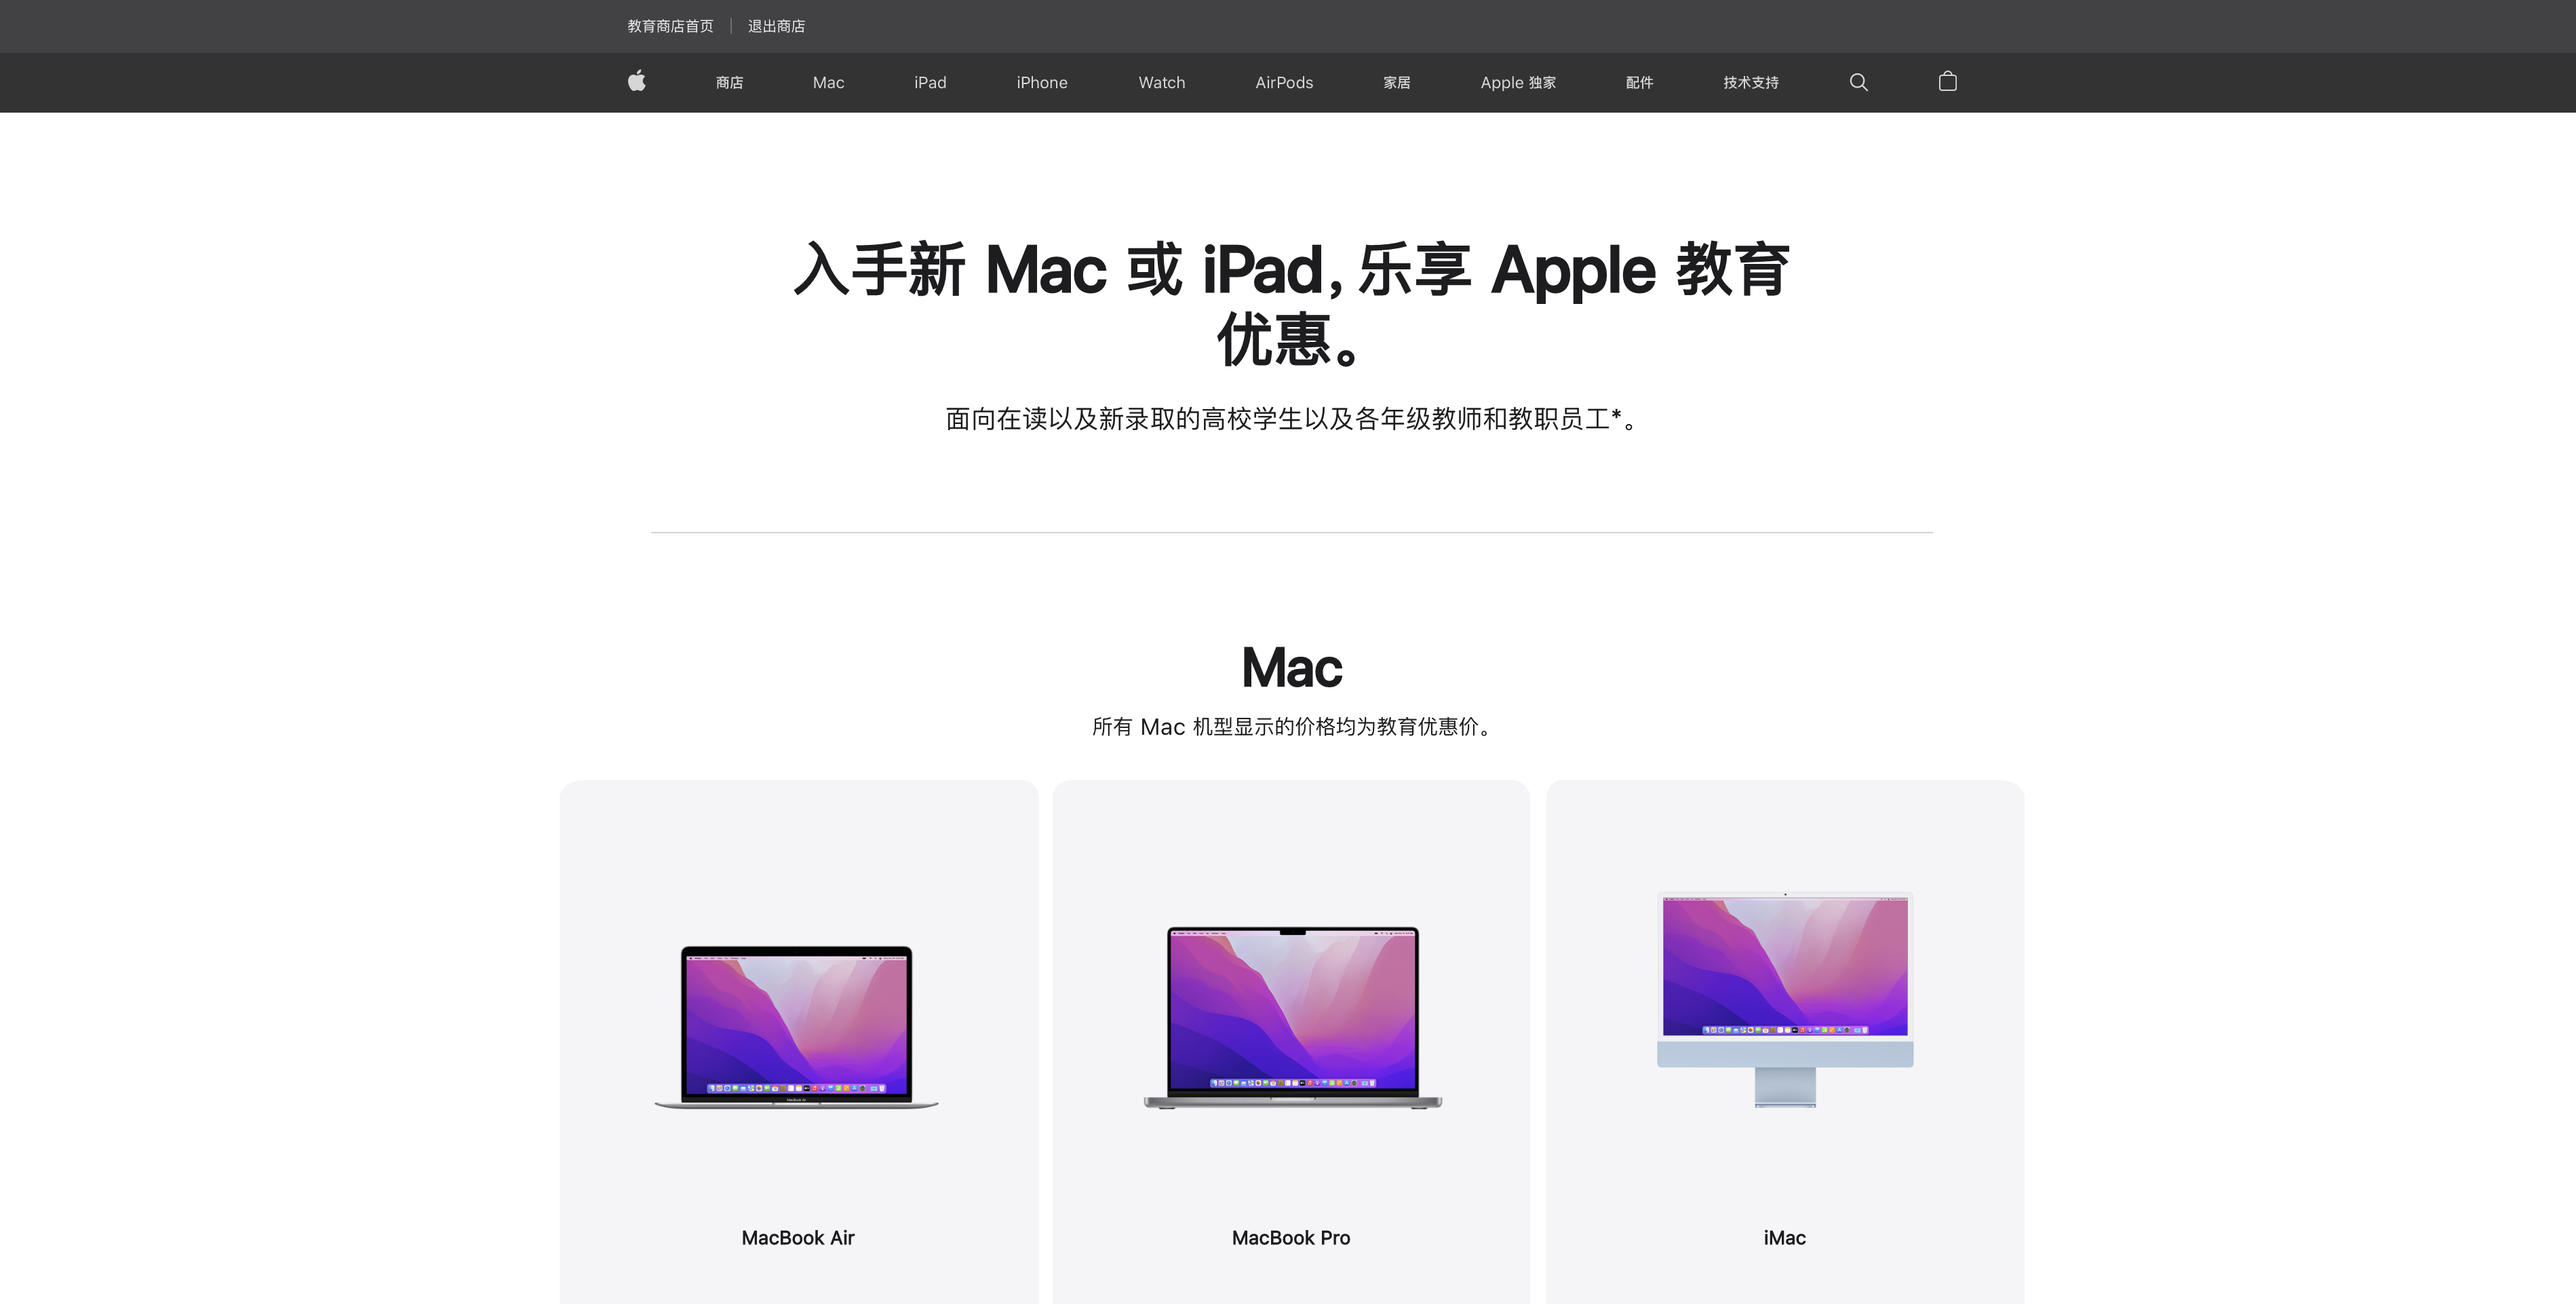 教育商店首页 | 退出商店
商店 Mac iPad iPhone Watch AirPods 家居 Apple 独家 配件 技术支持
入手新 Mac 或 iPad，乐享 Apple 教育
优惠。
面向在读以及新录取的高校学生以及各年级教师和教职员工*。
Mac
所有 Mac 机型显示的价格均为教育优惠价。
MacBook Air
MacBook Air MacBook Pro iMac